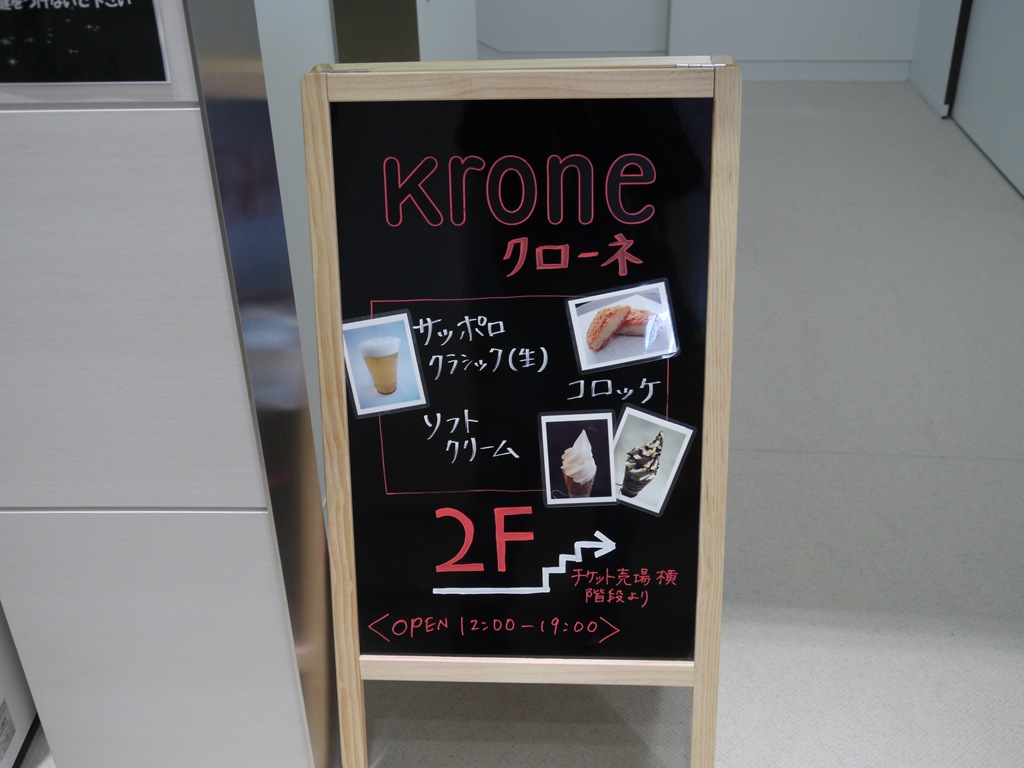 krone
クローネ
サッポロ
クラシック(生)
コロッケ
ソフト
クリーム
2F
チケット売場横
階段より
<OPEN 12:00-19:00>